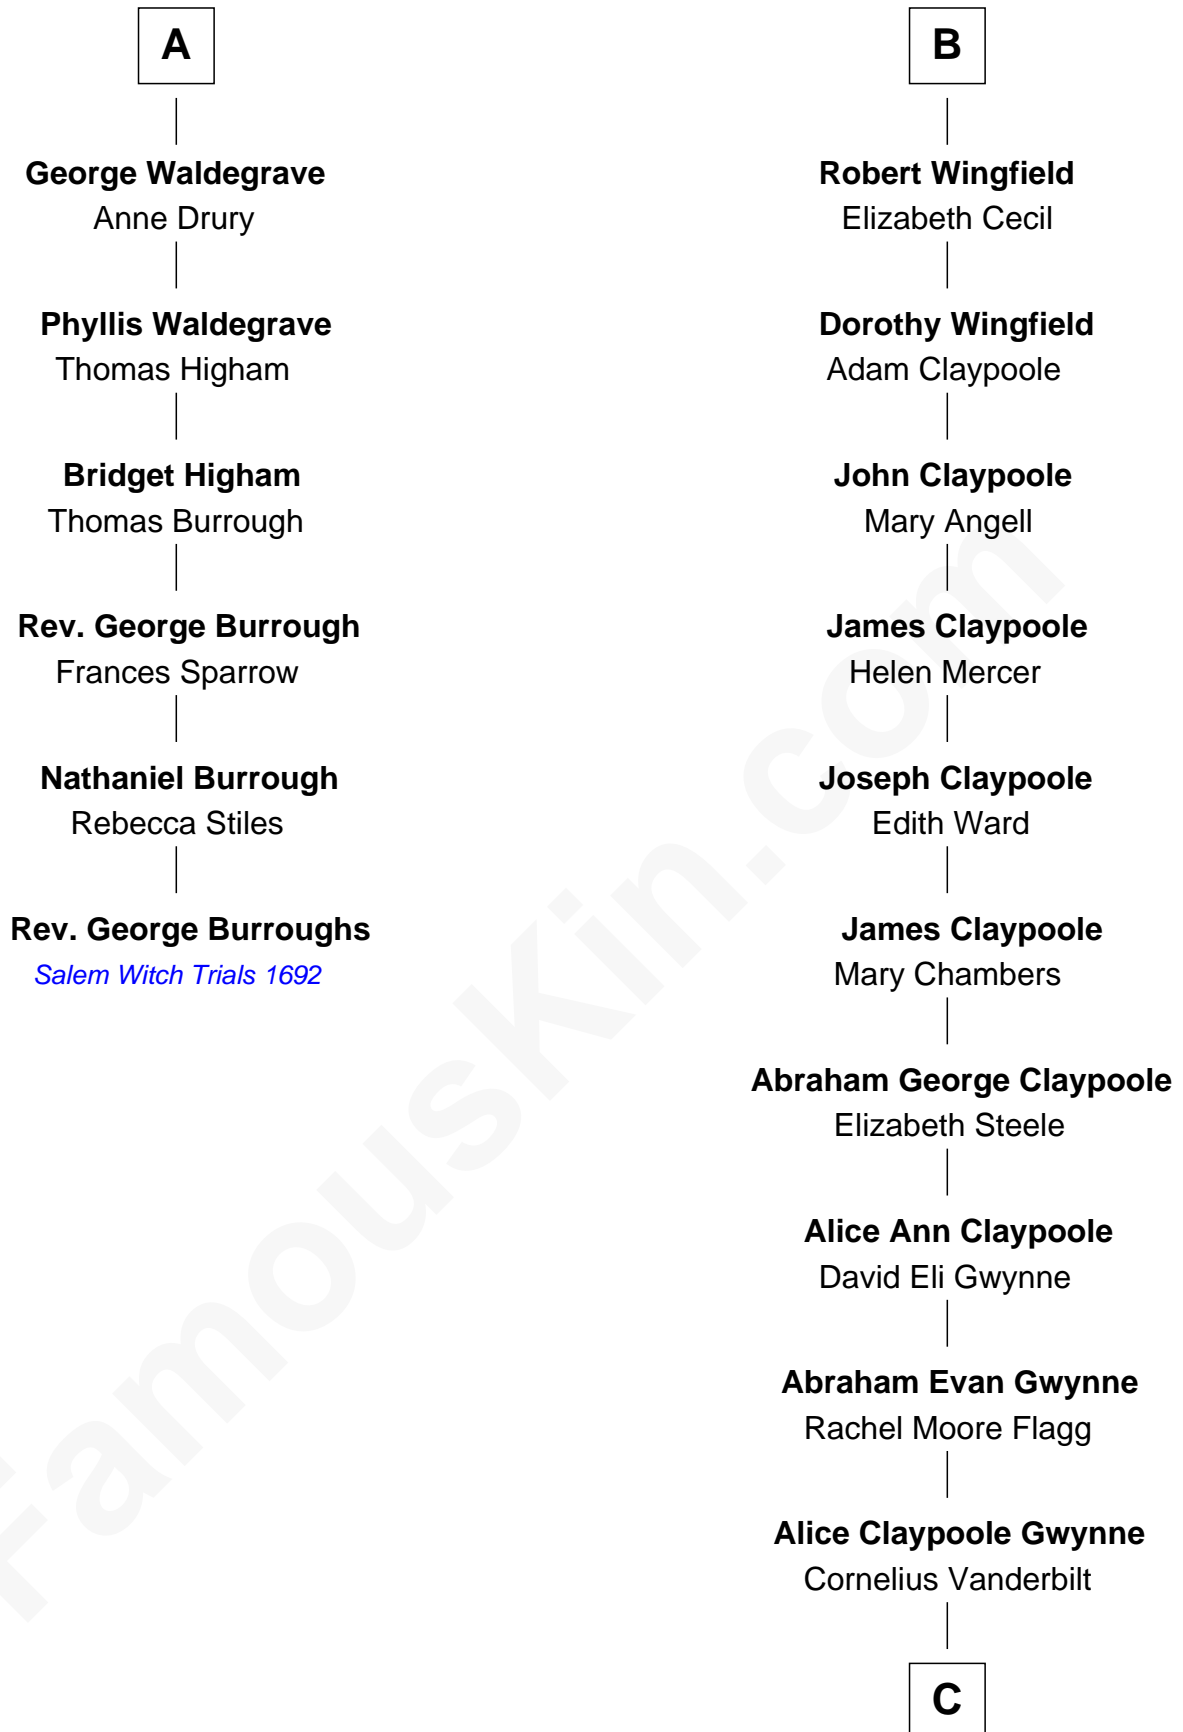 A
George Waldegrave
Anne Drury
Phyllis Waldegrave
Thomas Higham
Bridget Higham
Thomas Burrough
Rev. George Burrough
Frances Sparrow
Nathaniel Burrough
Rebecca Stiles
Rev. George Burroughs
Salem Witch Trials 1692
B
Robert Wingfield
Elizabeth Cecil
Dorothy Wingfield
Adam Claypoole
John Claypoole
Mary Angell
James Claypoole
Helen Mercer
Joseph Claypoole
Edith Ward
James Claypoole
Mary Chambers
Abraham George Claypoole
Elizabeth Steele
Alice Ann Claypoole
David Eli Gwynne
Abraham Evan Gwynne
Rachel Moore Flagg
Alice Claypoole Gwynne
Cornelius Vanderbilt
C
FamousKin.com